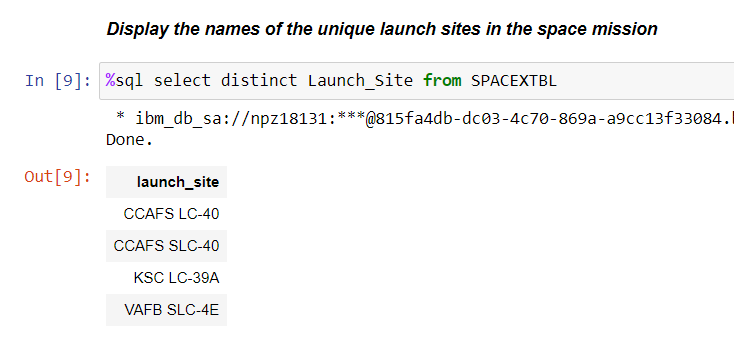 Display the names of the unique launch sites in the space mission
In [9]: %sql select distinct Launch_Site from SPACEXTBL
* ibm_db_sa://npz18131:***@815fa4db-dc03-4c70-869a-a9cc13f33084.
Done.
Out[9]:
launch_site
CCAFS LC-40
CCAFS SLC-40
KSC LC-39A
VAFB SLC-4E